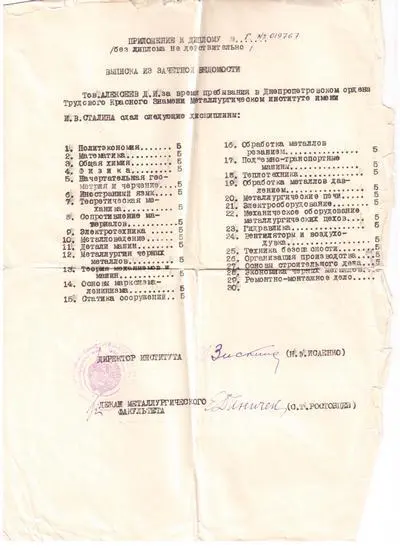 ПРИЛОЖЕНИЕ К ДИПЛОМУ В.. Г. № 019767
/без диплома не действительно/
ВЫПИСКА ИЗ ЗАЧЕТНОЙ ВЕДОМОСТИ
Тов. АЛЕКСЕЕВ Д.И. за время пребывания в Днепропетровском ордена
Трудового Красного Знамени Металлургическом институте имени
И.В. СТАЛИНА сдал следующие дисциплины:
1. Политэкономия....... 5
2. Математика.......... 5
3. Общая химия......... 5
4. Физика........... 5
5. Начертательная гео-
метрия и черчение.. 5
6. Иностранный язык.... 5
7. Теоретическая ме-
ханика............ 5
8. Сопротивление ма-
териалов.......... 5
9. Электротехника ..... 5
10. Металловедение ..... 5
11. Детали машин........ 5
12. Металлургия черных
металлов.......... 5
13. Теория механизмов и
машин............. 5
14. Основы марксизма-
ленинизма ........ 5
15. Статика сооружений.. 5
16. Обработка металлов
резанием.......... 5
17. Подъемно-транспортные
машины............ 5
18. Теплотехника ....... 5
19. Обработка металлов дав-
лением............ 5
20. Металлургические печи. 5
21. Электрооборудование... 5
22. Механическое оборудование
металлургических цехов. 5
23. Гидравлика......... 5
24. Вентиляторы и воздухо-
дувка............. 5
25. Техника безопасности.. 5
26. Организация производства.. 5
27. Основы строительного дела.. 5
28. Экономика черных металлов. 5
29. Ремонтно-монтажное дело.. 5
30.
ДИРЕКТОР ИНСТИТУТА (Н.Ф. ИСАЕНКО)
ДЕКАН МЕТАЛЛУРГИЧЕСКОГО
ФАКУЛЬТЕТА (С.Т. РОСТОВЦЕВ)